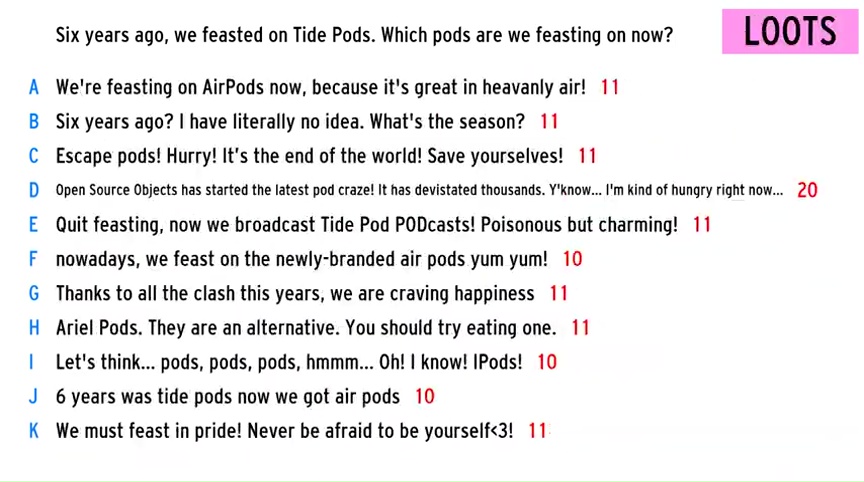 Six years ago, we feasted on Tide Pods. Which pods are we feasting on now?
LOOTS
A We're feasting on AirPods now, because it's great in heavanly air! 11
B Six years ago? I have literally no idea. What's the season? 11
C Escape pods! Hurry! It’s the end of the world! Save yourselves! 11
D Open Source Objects has started the latest pod craze! It has devistated thousands. Y'know... I'm kind of hungry right now... 20
E Quit feasting, now we broadcast Tide Pod PODcasts! Poisonous but charming! 11
F nowadays, we feast on the newly-branded air pods yum yum! 10
G Thanks to all the clash this years, we are craving happiness 11
H Ariel Pods. They are an alternative. You should try eating one. 11
I Let's think... pods, pods, pods, hmmm... Oh! I know! IPods! 10
J 6 years was tide pods now we got air pods 10
K We must feast in pride! Never be afraid to be yourself<3! 11